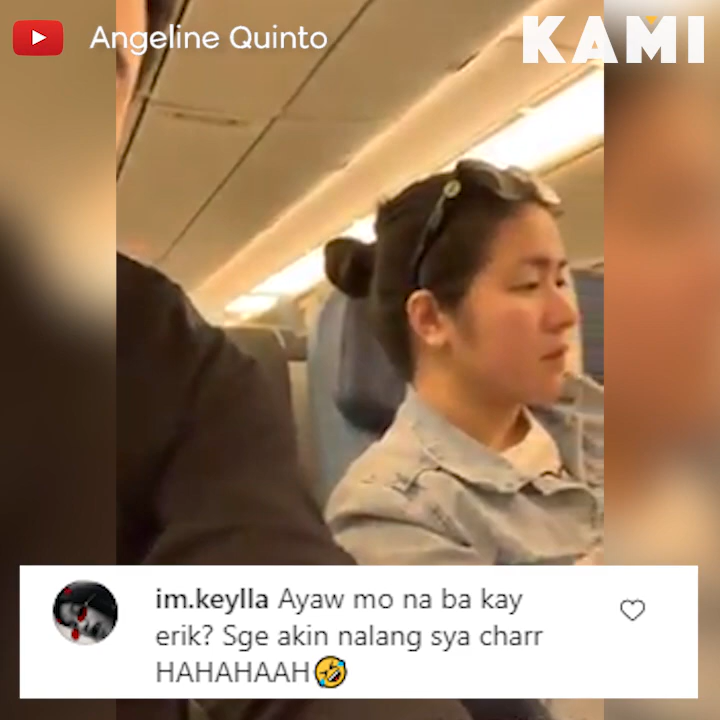 Angeline Quinto
KAMI
im.keylla Ayaw mo na ba kay
erik? Sge akin nalang sya charr
HAHAHAAH🤣